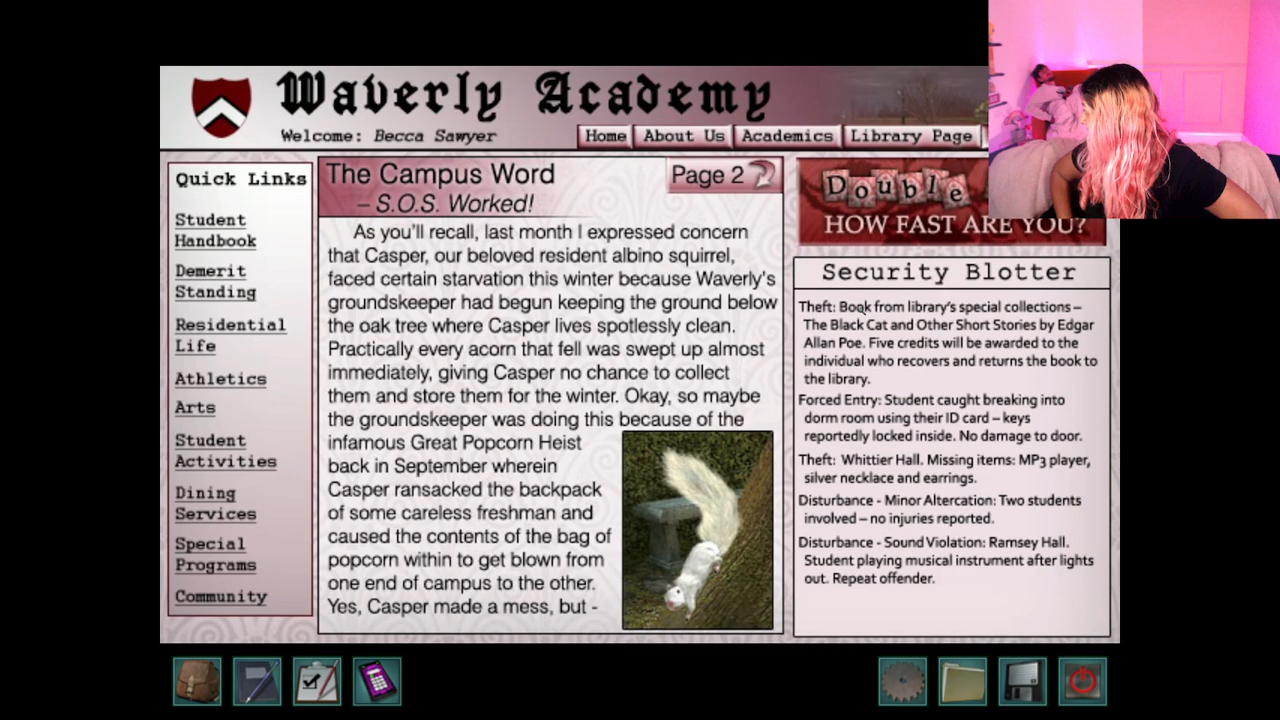 Waverly Academy
Welcome: Becca Sawyer
Home
About Us
Academics
Library Page
Quick Links
Student
Handbook
Demerit
Standing
Residential
Life
Athletics
Arts
Student
Activities
Dining
Services
Special
Programs
Community
The Campus Word
– S.O.S. Worked!
Page 2
As you'll recall, last month I expressed concern
that Casper, our beloved resident albino squirrel,
faced certain starvation this winter because Waverly's
groundskeeper had begun keeping the ground below
the oak tree where Casper lives spotlessly clean.
Practically every acorn that fell was swept up almost
immediately, giving Casper no chance to collect
them and store them for the winter. Okay, so maybe
the groundskeeper was doing this because of the
infamous Great Popcorn Heist
back in September wherein
Casper ransacked the backpack
of some careless freshman and
caused the contents of the bag of
popcorn within to get blown from
one end of campus to the other.
Yes, Casper made a mess, but -
Double
HOW FAST ARE YOU?
Security Blotter
Theft: Book from library's special collections –
The Black Cat and Other Short Stories by Edgar
Allan Poe. Five credits will be awarded to the
individual who recovers and returns the book to
the library.
Forced Entry: Student caught breaking into
dorm room using their ID card – keys
reportedly locked inside. No damage to door.
Theft: Whittier Hall. Missing items: MP3 player,
silver necklace and earrings.
Disturbance - Minor Altercation: Two students
involved – no injuries reported.
Disturbance - Sound Violation: Ramsey Hall.
Student playing musical instrument after lights
out. Repeat offender.